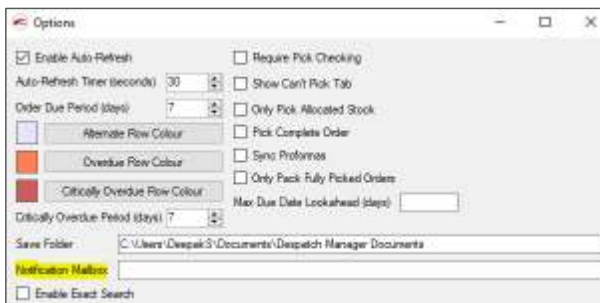 Options
Enable Auto-Refresh
Auto-Refresh Timer (seconds) 30
Order Due Period (days) 7
Alternate Row Colour
Overdue Row Colour
Critically Overdue Row Colour
Critically Overdue Period (days) 7
Require Pick Checking
Show Can't Pick Tab
Only Pick Allocated Stock
Pick Complete Order
Sync Proformas
Only Pack Fully Picked Orders
Max Due Date Lookahead (days)
Save Folder C:\Users\DeepakS\Documents\Despatch Manager Documents
Notification Mailbox
Enable Exact Search